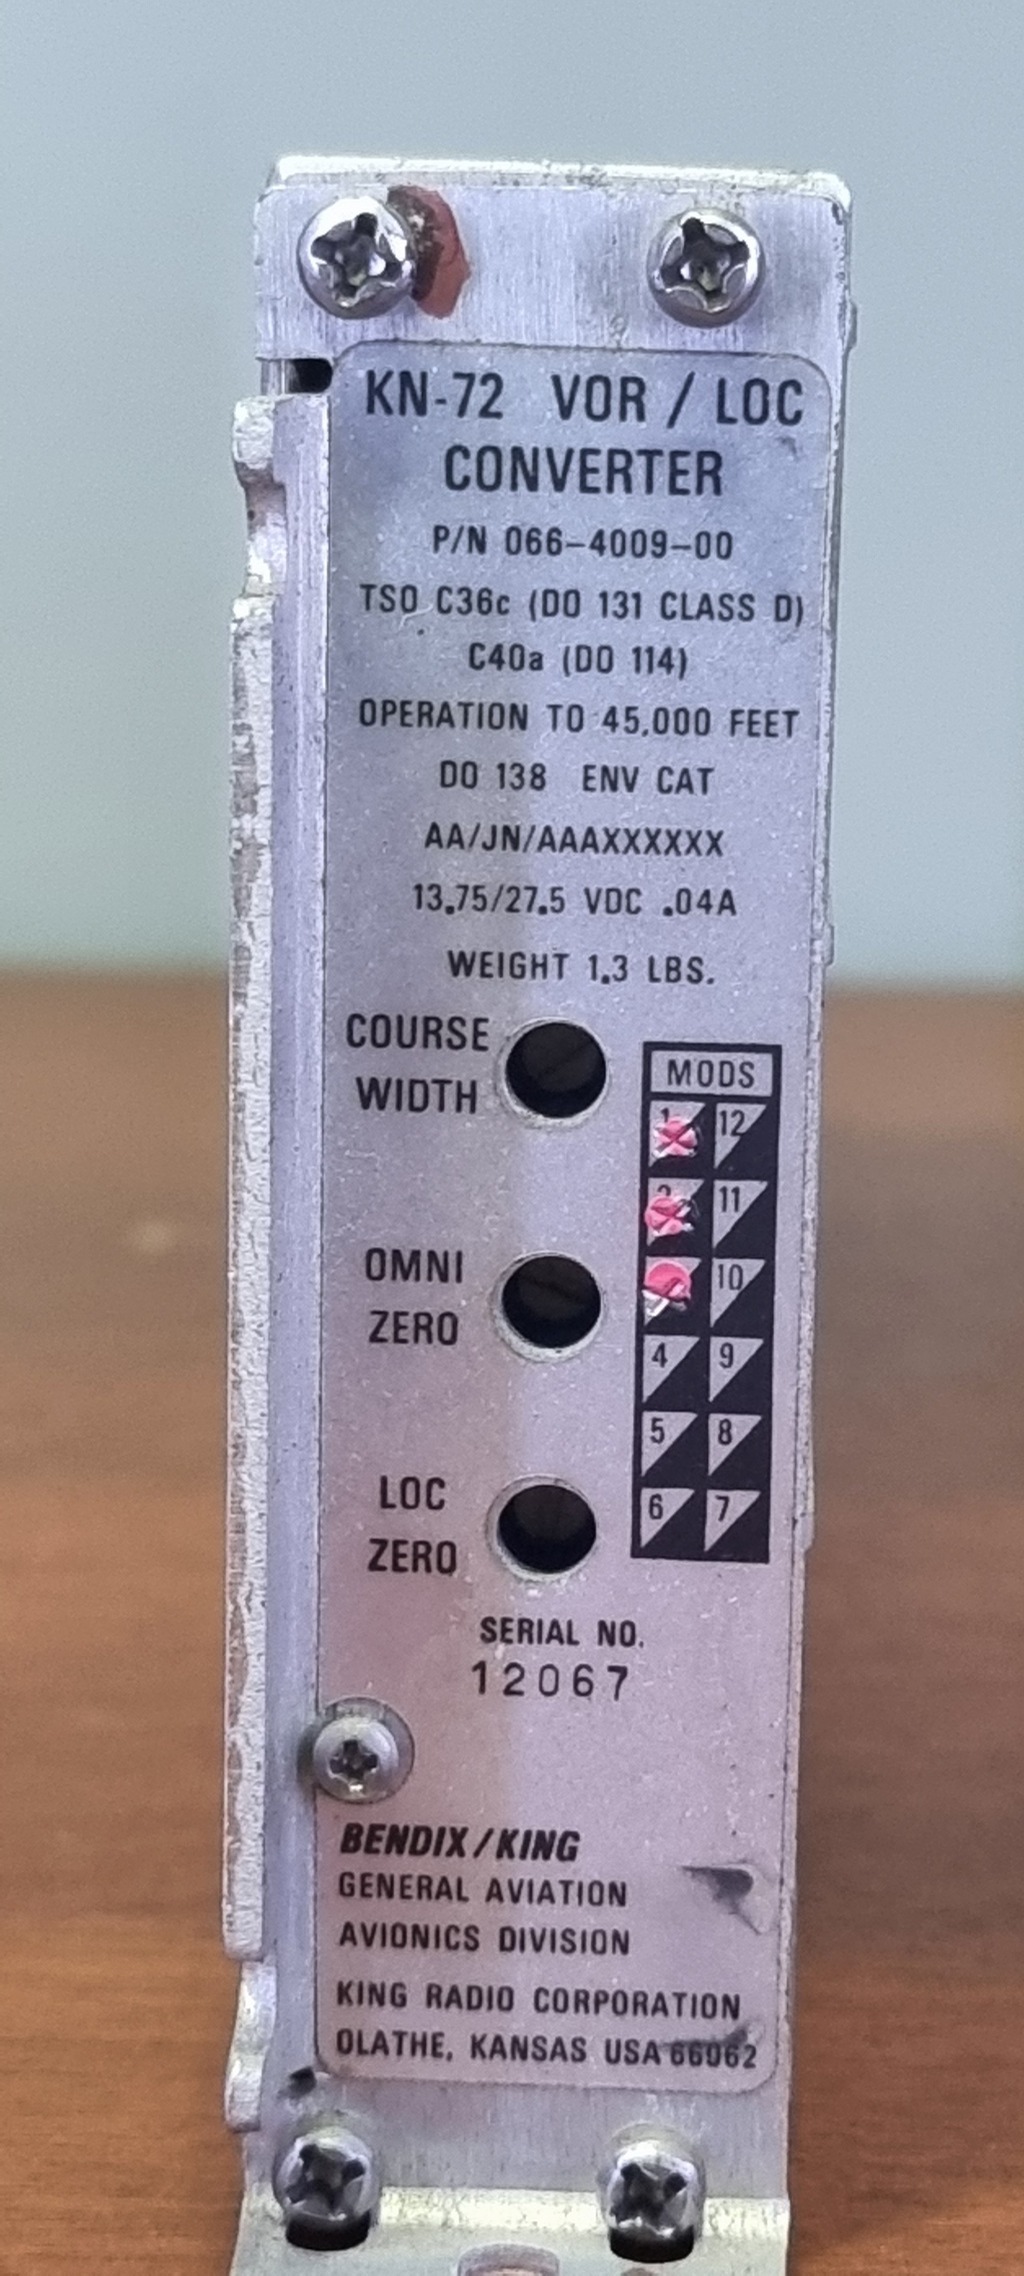 KN-72 VOR / LOC
CONVERTER
P/N 066-4009-00
TSO C36c (DO 131 CLASS D)
C40a (DO 114)
OPERATION TO 45,000 FEET
DO 138 ENV CAT
AA/JN/AAAXXXXXX
13.75/27.5 VDC .04A
WEIGHT 1.3 LBS.
COURSE
WIDTH
MODS
1 12
2 11
10
OMNI
ZERO
4 9
5 8
6 7
LOC
ZERO
SERIAL NO.
12067
BENDIX/KING
GENERAL AVIATION
AVIONICS DIVISION
KING RADIO CORPORATION
OLATHE, KANSAS USA 66062